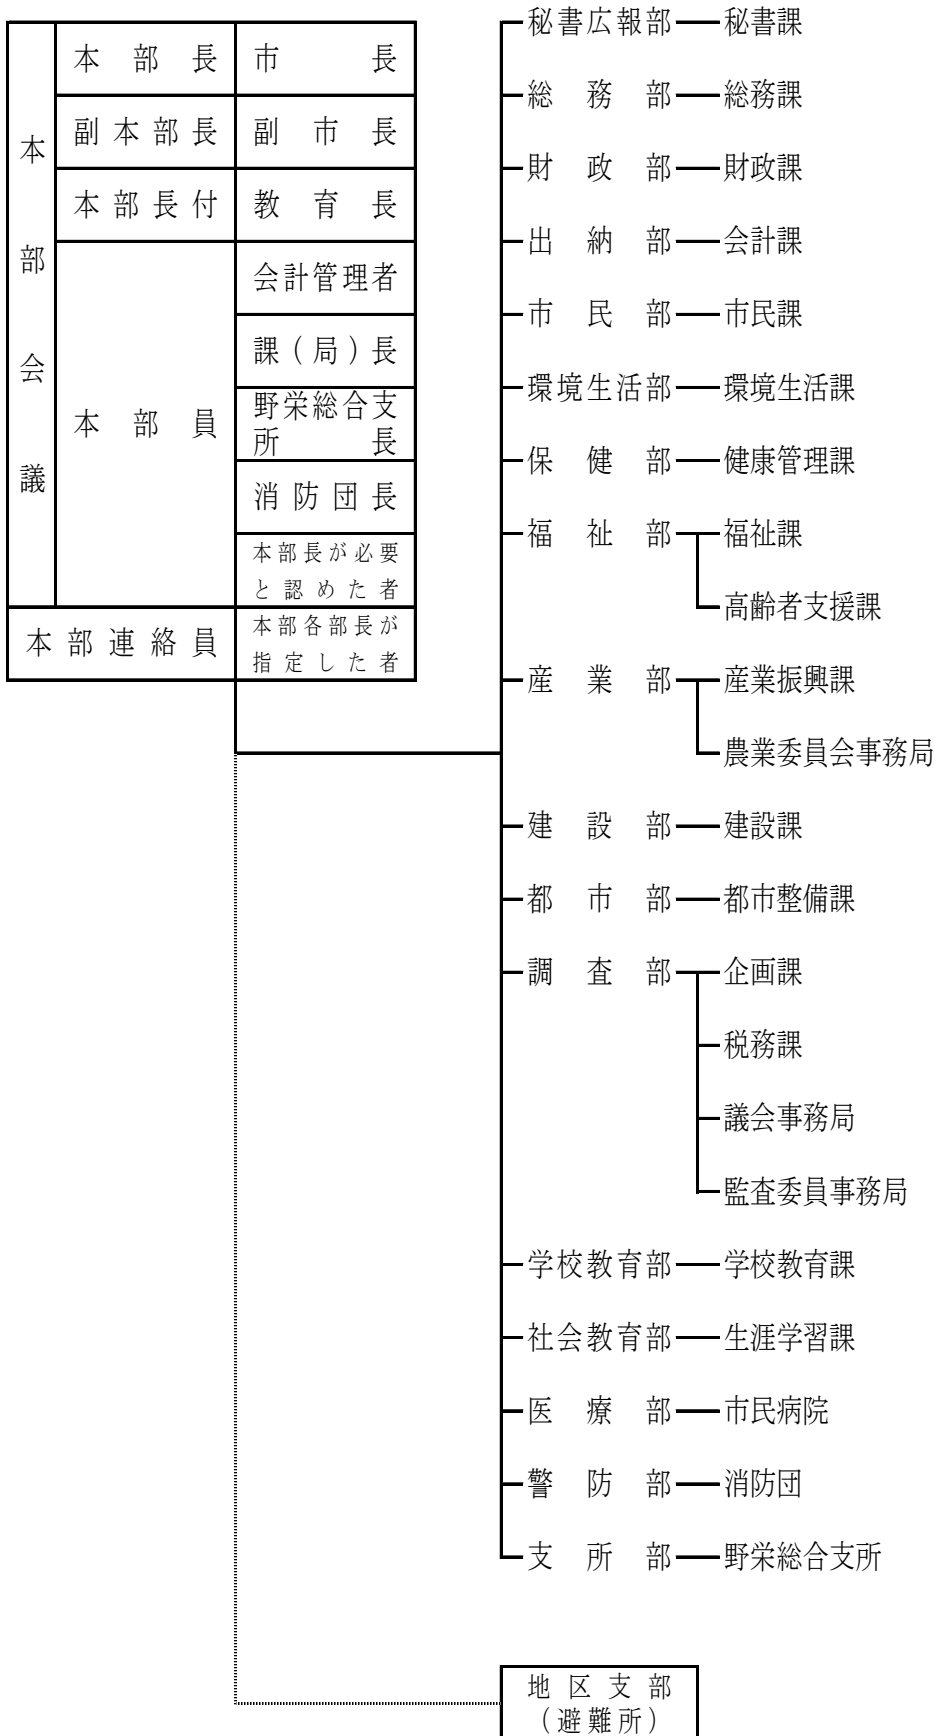 本部会議
本部長 市長
副本部長 副市長
本部長付 教育長
本部員 会計管理者
課(局)長
野栄総合支
所長
消防団長
本部長が必要
と認めた者
本部連絡員 本部各部長が
指定した者
秘書広報部 秘書課
総務部 総務課
財政部 財政課
出納部 会計課
市民部 市民課
環境生活部 環境生活課
保健部 健康管理課
福祉部 福祉課
高齢者支援課
産業部 産業振興課
農業委員会事務局
建設部 建設課
都市部 都市整備課
調査部 企画課
税務課
議会事務局
監査委員事務局
学校教育部 学校教育課
社会教育部 生涯学習課
医療部 市民病院
警防部 消防団
支所部 野栄総合支所
地区支部
(避難所)